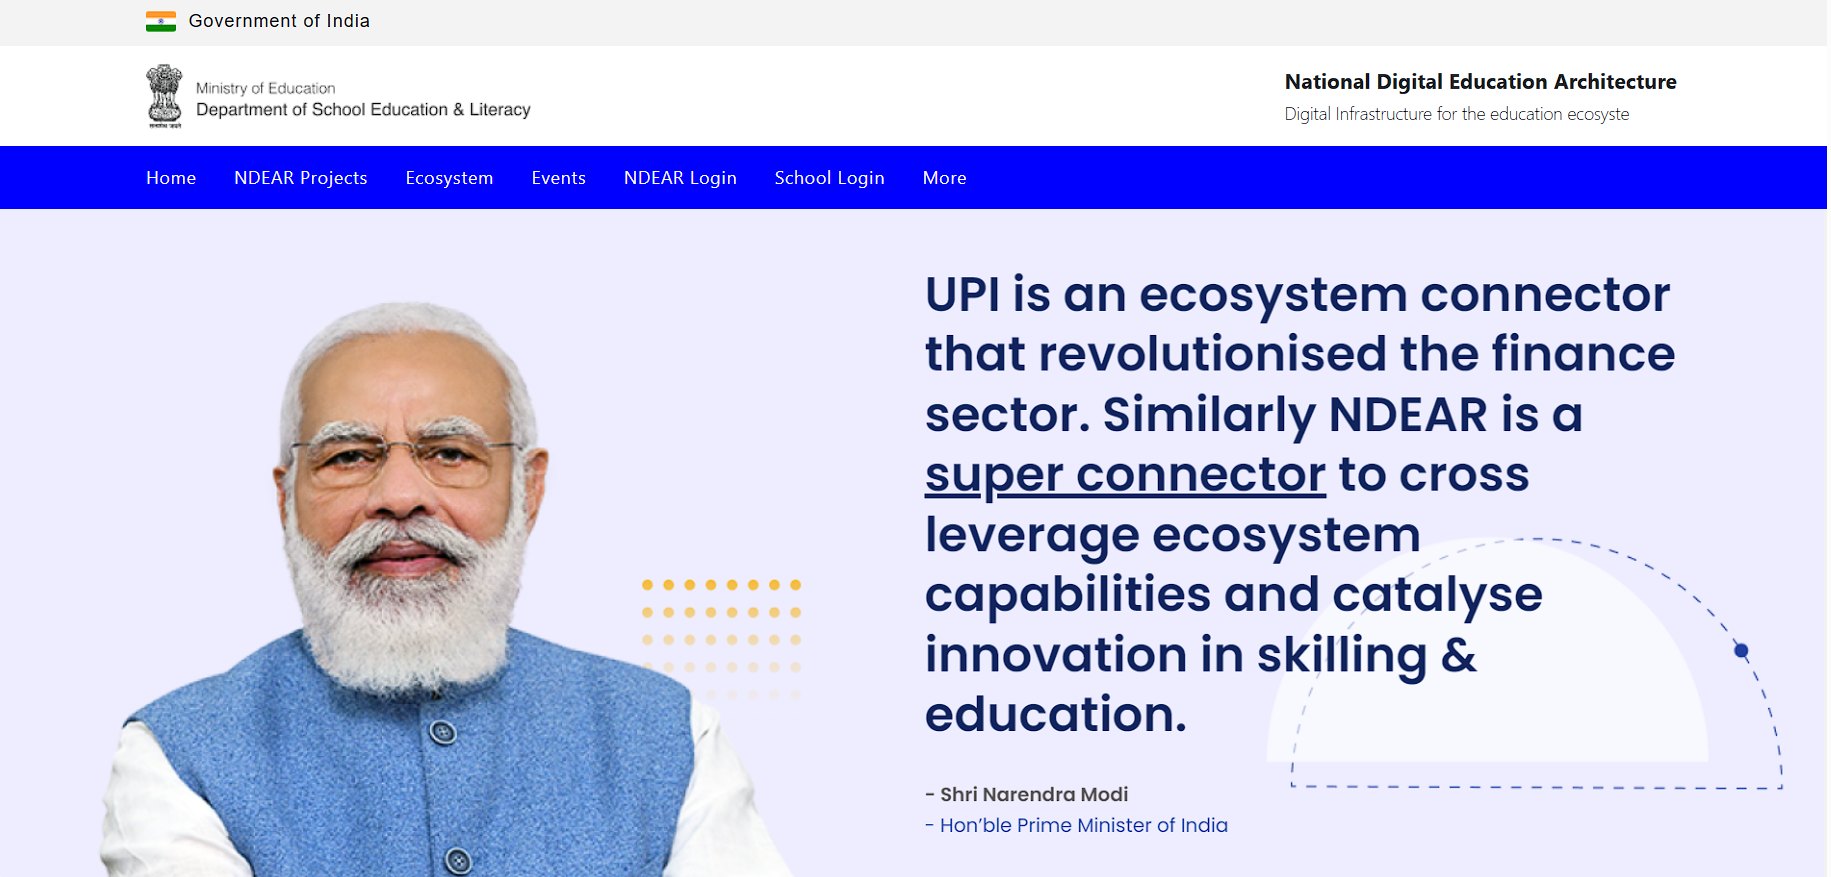 Government of India
Ministry of Education
Department of School Education & Literacy
National Digital Education Architecture
Digital Infrastructure for the education ecosyste
Home NDEAR Projects Ecosystem Events NDEAR Login School Login More
UPI is an ecosystem connector
that revolutionised the finance
sector. Similarly NDEAR is a
super connector to cross
leverage ecosystem
capabilities and catalyse
innovation in skilling &
education.
- Shri Narendra Modi
- Hon’ble Prime Minister of India